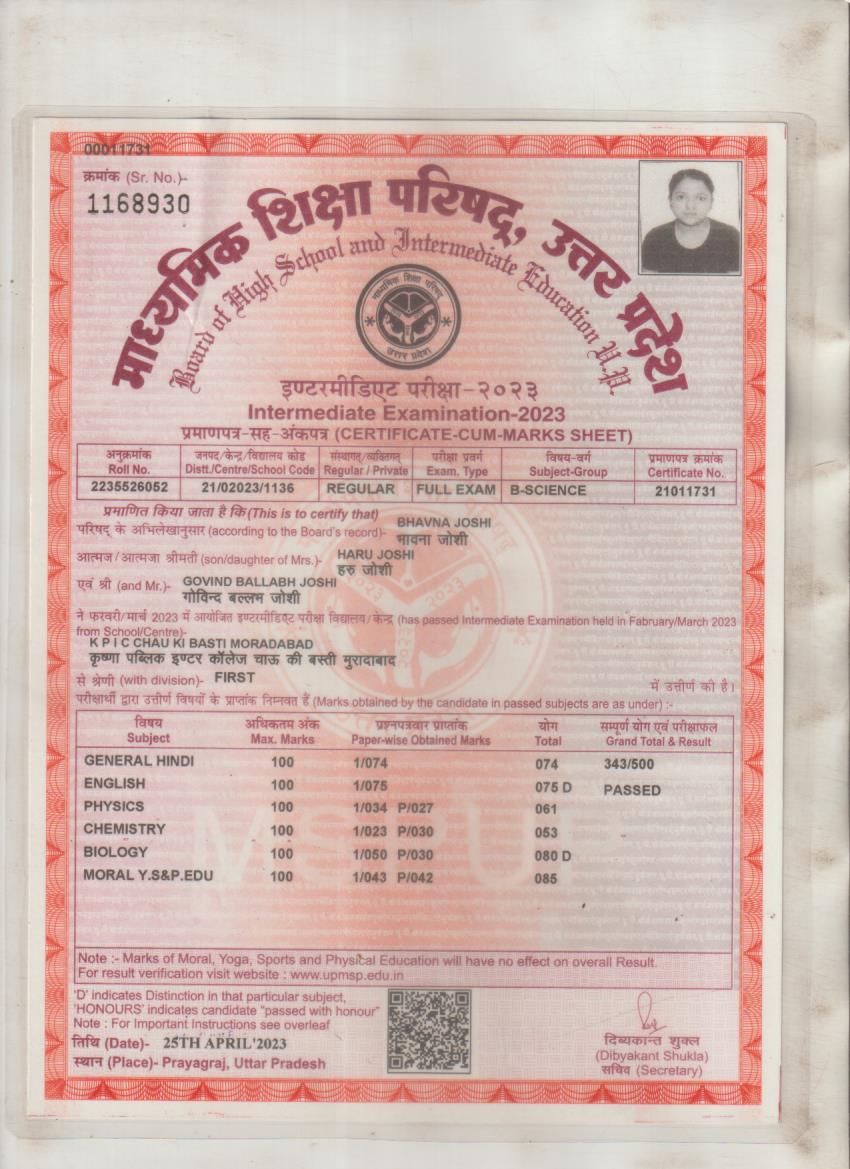 00011731
क्रमांक (Sr. No.)-
1168930
माध्यमिक शिक्षा परिषद्, उत्तर प्रदेश
Board of High School and Intermediate Education U.P.
माध्यमिक शिक्षा परिषद्
उत्तर प्रदेश
इण्टरमीडिएट परीक्षा-२०२३
Intermediate Examination-2023
प्रमाणपत्र-सह-अंकपत्र (CERTIFICATE-CUM-MARKS SHEET)
अनुक्रमांक जनपद/केन्द्र/विद्यालय कोड संस्थागत्/व्यक्तिगत् परीक्षा प्रवर्ग विषय-वर्ग प्रमाणपत्र क्रमांक
Roll No. Distt./Centre/School Code Regular / Private Exam. Type Subject-Group Certificate No.
2235526052 21/02023/1136 REGULAR FULL EXAM B-SCIENCE 21011731
प्रमाणित किया जाता है कि (This is to certify that) BHAVNA JOSHI
परिषद् के अभिलेखानुसार (according to the Board's record)- भावना जोशी
आत्मज/आत्मजा श्रीमती (son/daughter of Mrs.)- HARU JOSHI
हरु जोशी
एवं श्री (and Mr.)- GOVIND BALLABH JOSHI
गोविन्द बल्लभ जोशी
ने फरवरी/मार्च 2023 में आयोजित इण्टरमीडिएट परीक्षा विद्यालय/केन्द्र (has passed Intermediate Examination held in Fabruary/March 2023
from School/Centre)-
K P I C CHAU KI BASTI MORADABAD
कृष्णा पब्लिक इण्टर कॉलेज चाऊ की बस्ती मुरादाबाद
से श्रेणी (with division)- FIRST में उत्तीर्ण की है।
परीक्षार्थी द्वारा उत्तीर्ण विषयों के प्राप्तांक निम्नवत हैं (Marks obtained by the candidate in passed subjects are as under) :-
विषय अधिकतम अंक प्रश्नपत्रवार प्राप्तांक योग सम्पूर्ण योग एवं परीक्षाफल
Subject Max. Marks Paper-wise Obtained Marks Total Grand Total & Result
GENERAL HINDI 100 1/074 074 343/500
ENGLISH 100 1/075 075 D PASSED
PHYSICS 100 1/034 P/027 061
CHEMISTRY 100 1/023 P/030 053
BIOLOGY 100 1/050 P/030 080 D
MORAL Y.S&P.EDU 100 1/043 P/042 085
Note :- Marks of Moral, Yoga, Sports and Physical Education will have no effect on overall Result.
For result verification visit website : www.upmsp.edu.in
'D' indicates Distinction in that particular subject,
'HONOURS' indicates candidate "passed with honour"
Note : For Important Instructions see overleaf
तिथि (Date)- 25TH APRIL'2023
स्थान (Place)- Prayagraj, Uttar Pradesh
दिब्यकान्त शुक्ल
(Dibyakant Shukla)
सचिव (Secretary)